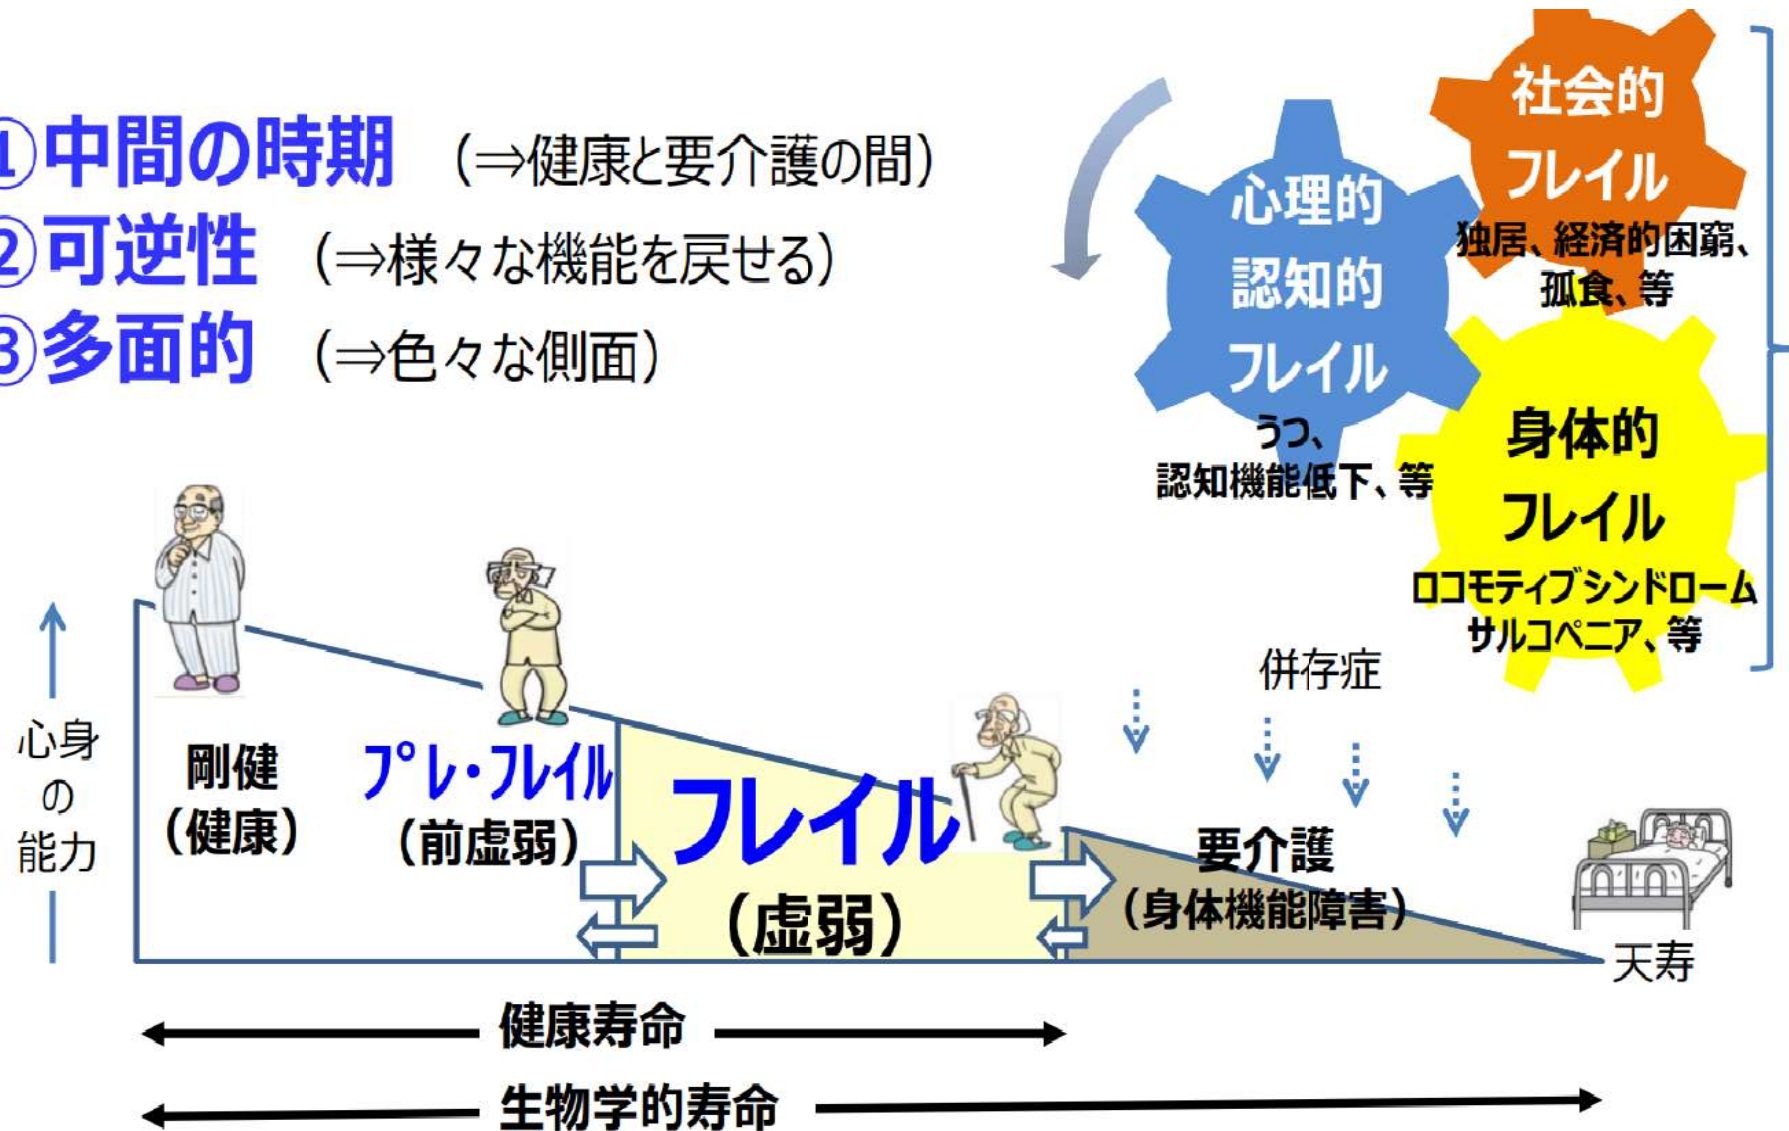 ①中間の時期 (⇒健康と要介護の間)
②可逆性 (⇒様々な機能を戻せる)
③多面的 (⇒色々な側面)
社会的
フレイル
独居、経済的困窮、
孤食、等
心理的
認知的
フレイル
うつ、
認知機能低下、等
身体的
フレイル
ロコモティブシンドローム
サルコペニア、等
併存症
心身
の
能力
剛健
(健康)
プレ・フレイル
(前虚弱)
フレイル
(虚弱)
要介護
(身体機能障害)
天寿
健康寿命
生物学的寿命